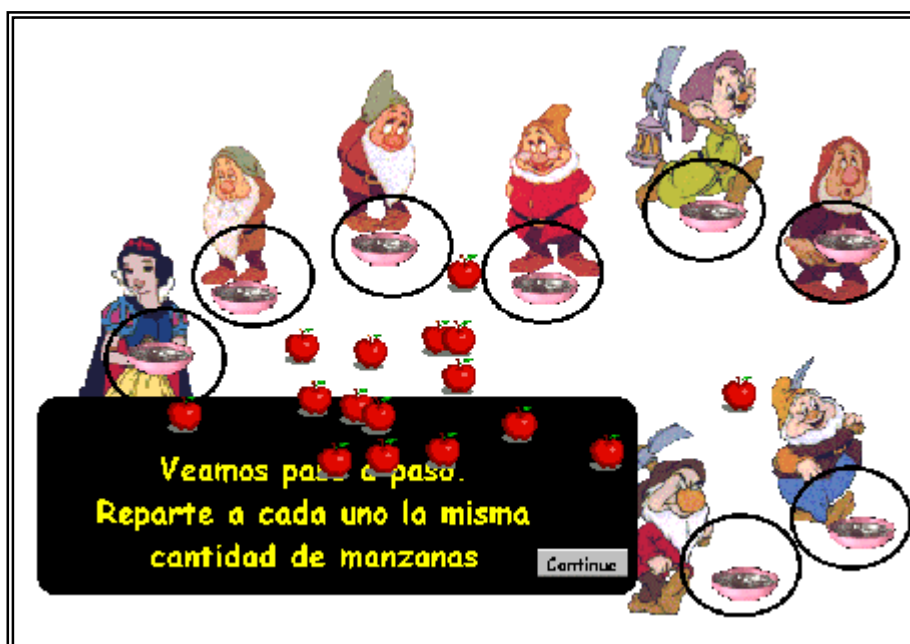 Veamos paso a paso.
Reparte a cada uno la misma
cantidad de manzanas
Continue